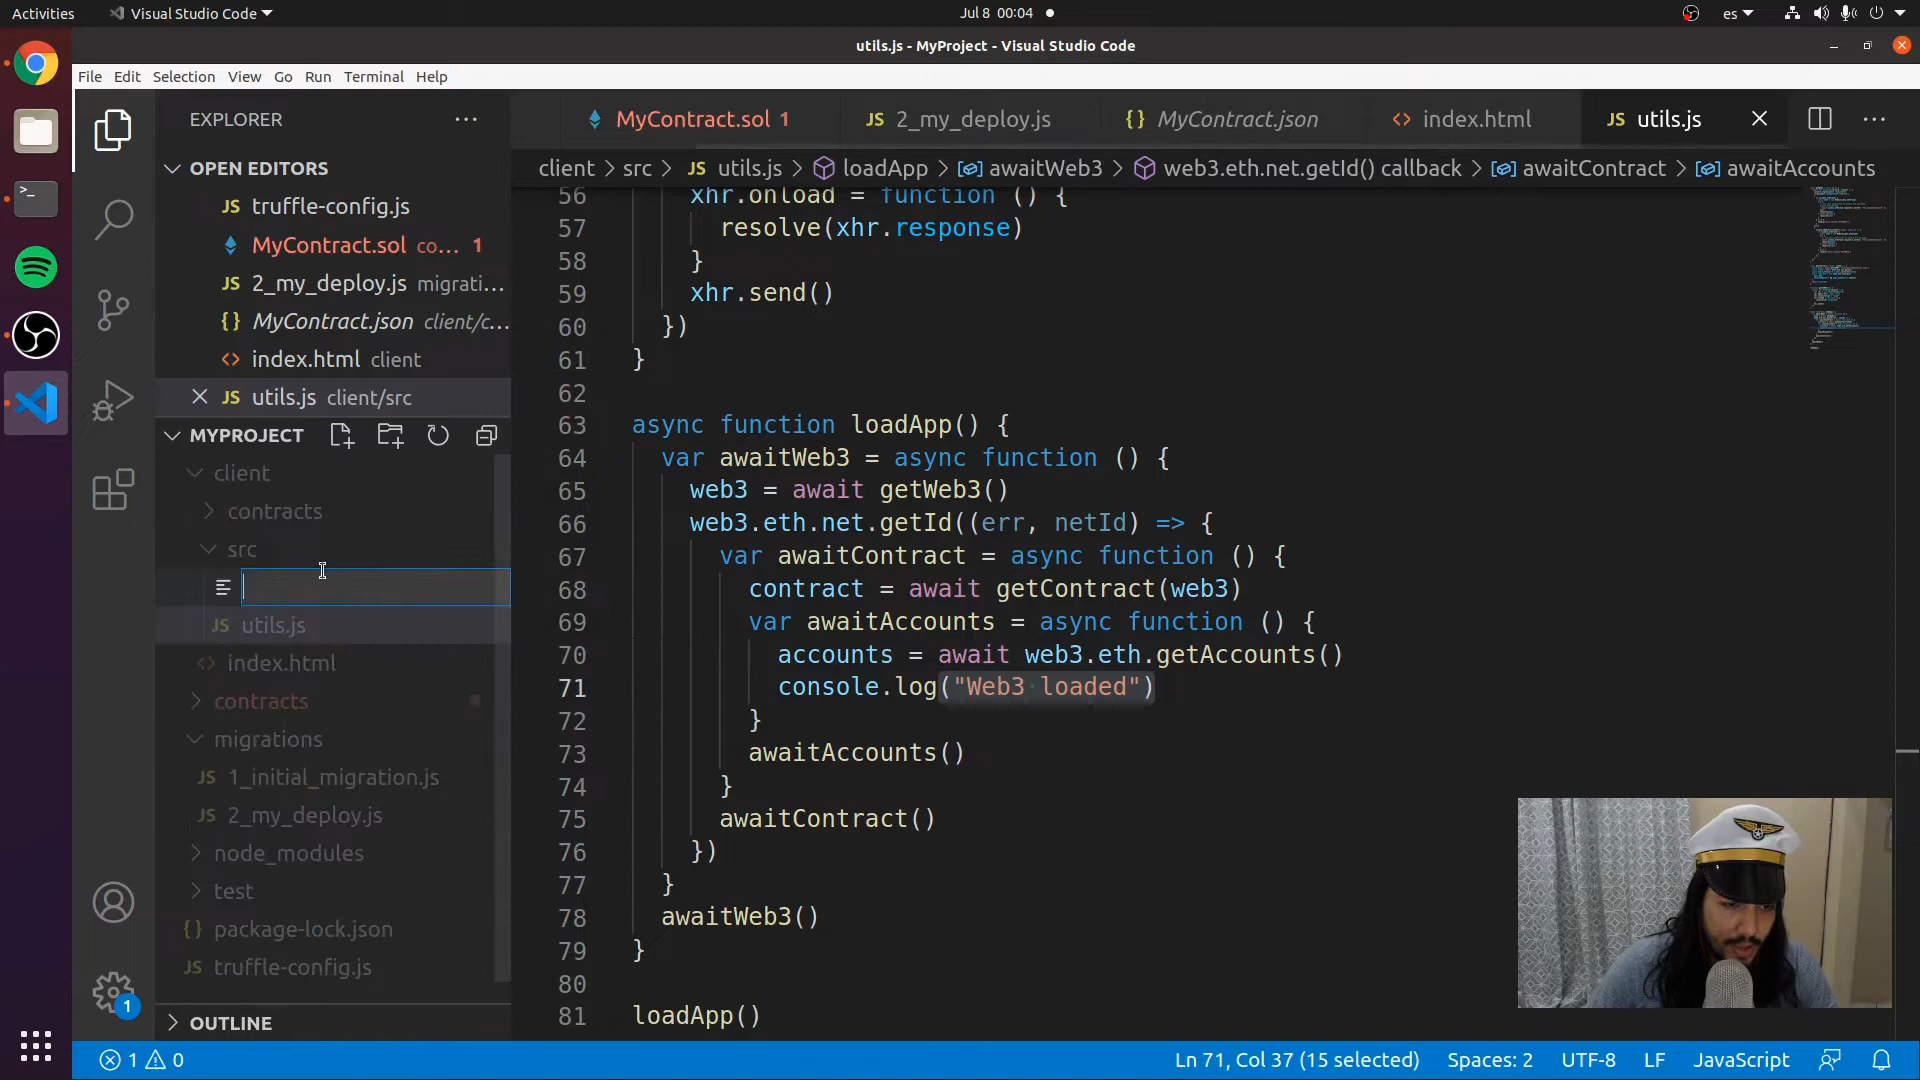 Activities
Visual Studio Code
Jul 8 00:04
es
utils.js - MyProject - Visual Studio Code
File Edit Selection View Go Run Terminal Help
EXPLORER
OPEN EDITORS
JS truffle-config.js
MyContract.sol co... 1
JS 2_my_deploy.js migrati...
{} MyContract.json client/c...
<> index.html client
JS utils.js client/src
MYPROJECT
client
contracts
src
JS utils.js
<> index.html
contracts
migrations
JS 1_initial_migration.js
JS 2_my_deploy.js
node_modules
test
{} package-lock.json
JS truffle-config.js
OUTLINE
1
MyContract.sol 1
JS 2_my_deploy.js
{} MyContract.json
<> index.html
JS utils.js
client > src > JS utils.js > loadApp > awaitWeb3 > web3.eth.net.getId() callback > awaitContract > awaitAccounts
56 xhr.onload = function () {
57 resolve(xhr.response)
58 }
59 xhr.send()
60 })
61 }
62
63 async function loadApp() {
64 var awaitWeb3 = async function () {
65 web3 = await getWeb3()
66 web3.eth.net.getId((err, netId) => {
67 var awaitContract = async function () {
68 contract = await getContract(web3)
69 var awaitAccounts = async function () {
70 accounts = await web3.eth.getAccounts()
71 console.log("Web3 loaded")
72 }
73 awaitAccounts()
74 }
75 awaitContract()
76 })
77 }
78 awaitWeb3()
79 }
80
81 loadApp()
1 0
Ln 71, Col 37 (15 selected)
Spaces: 2
UTF-8
LF
JavaScript